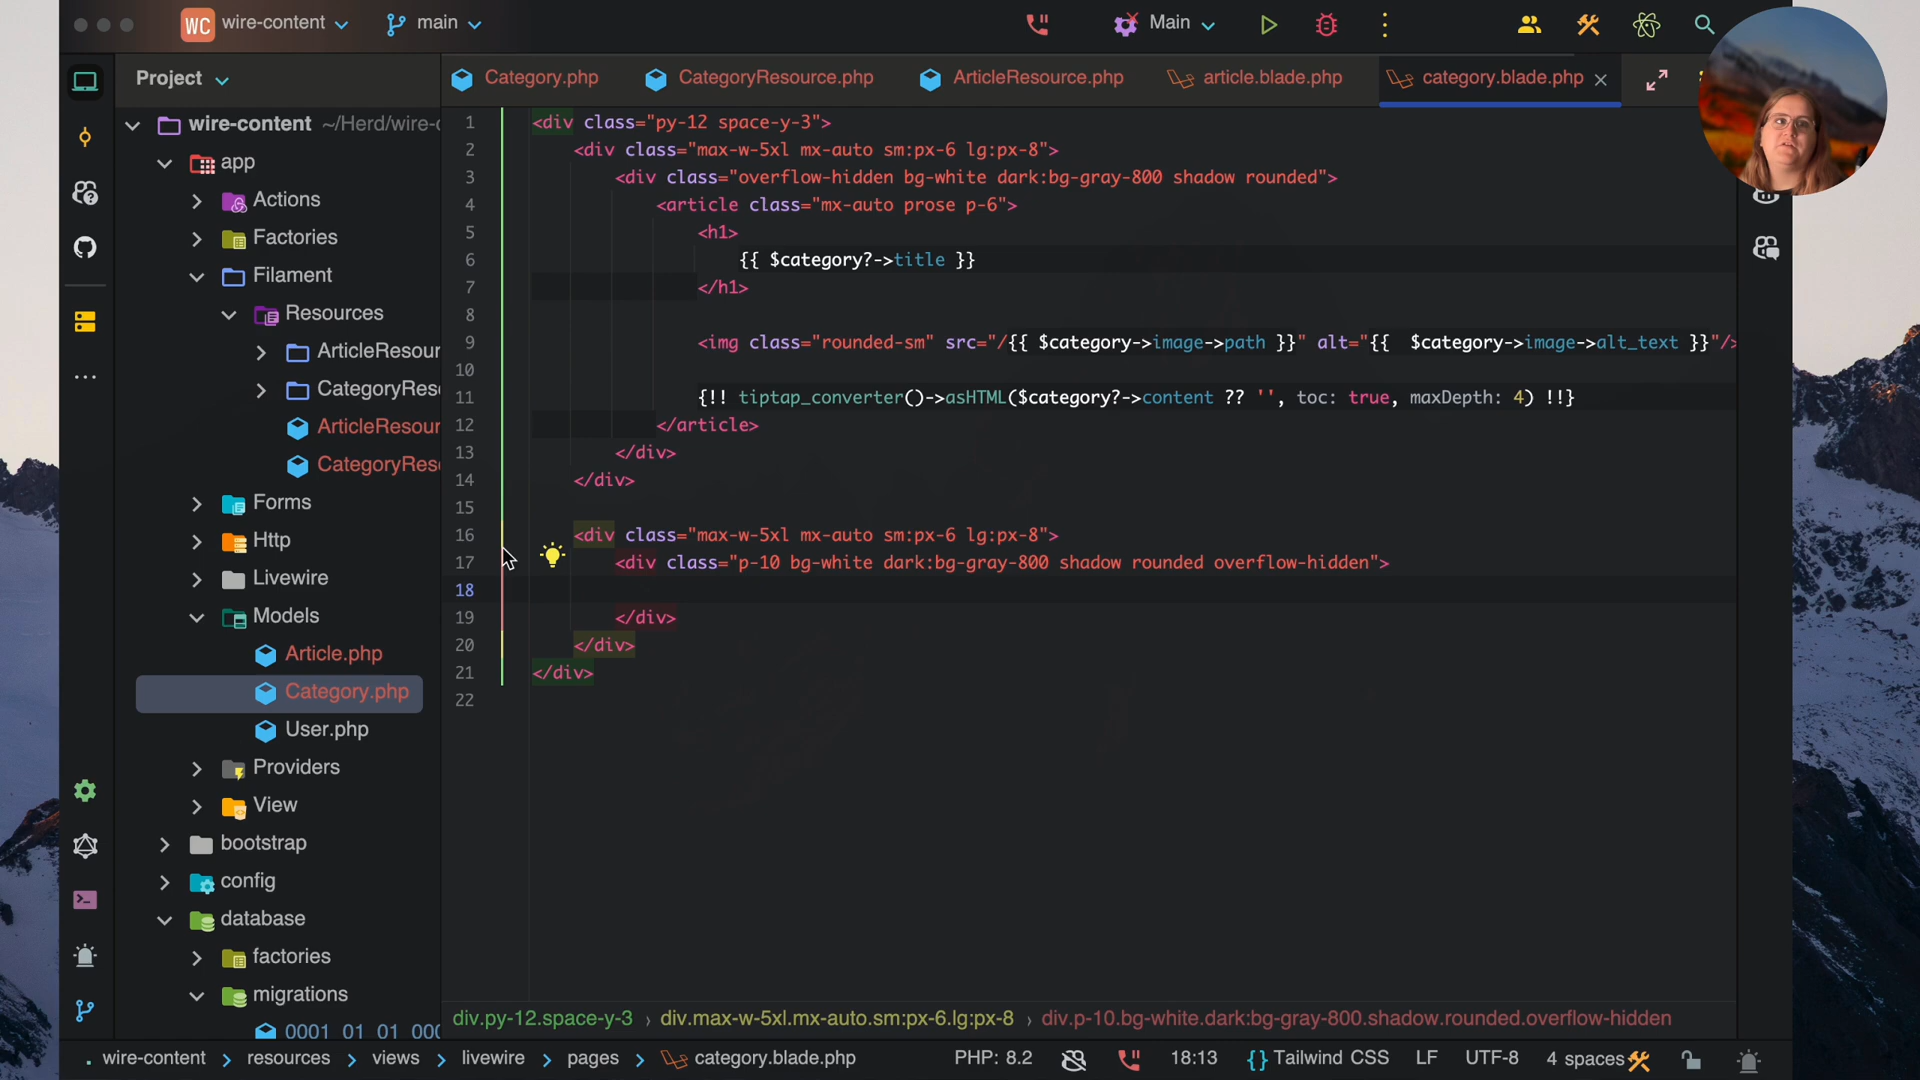 WC wire-content main Main
Project Category.php CategoryResource.php ArticleResource.php article.blade.php category.blade.php
wire-content ~/Herd/wire-c
app
Actions
Factories
Filament
Resources
ArticleResour
CategoryRes
ArticleResour
CategoryRes
Forms
Http
Livewire
Models
Article.php
Category.php
User.php
Providers
View
bootstrap
config
database
factories
migrations
0001_01_01_000
1 <div class="py-12 space-y-3">
2 <div class="max-w-5xl mx-auto sm:px-6 lg:px-8">
3 <div class="overflow-hidden bg-white dark:bg-gray-800 shadow rounded">
4 <article class="mx-auto prose p-6">
5 <h1>
6 {{ $category?->title }}
7 </h1>
8
9 <img class="rounded-sm" src="/{{ $category->image->path }}" alt="{{  $category->image->alt_text }}"/>
10
11 {!! tiptap_converter()->asHTML($category?->content ?? '', toc: true, maxDepth: 4) !!}
12 </article>
13 </div>
14 </div>
15
16 <div class="max-w-5xl mx-auto sm:px-6 lg:px-8">
17 <div class="p-10 bg-white dark:bg-gray-800 shadow rounded overflow-hidden">
18
19 </div>
20 </div>
21 </div>
22
div.py-12.space-y-3 › div.max-w-5xl.mx-auto.sm:px-6.lg:px-8 › div.p-10.bg-white.dark:bg-gray-800.shadow.rounded.overflow-hidden
wire-content › resources › views › livewire › pages › category.blade.php PHP: 8.2 18:13 {} Tailwind CSS LF UTF-8 4 spaces